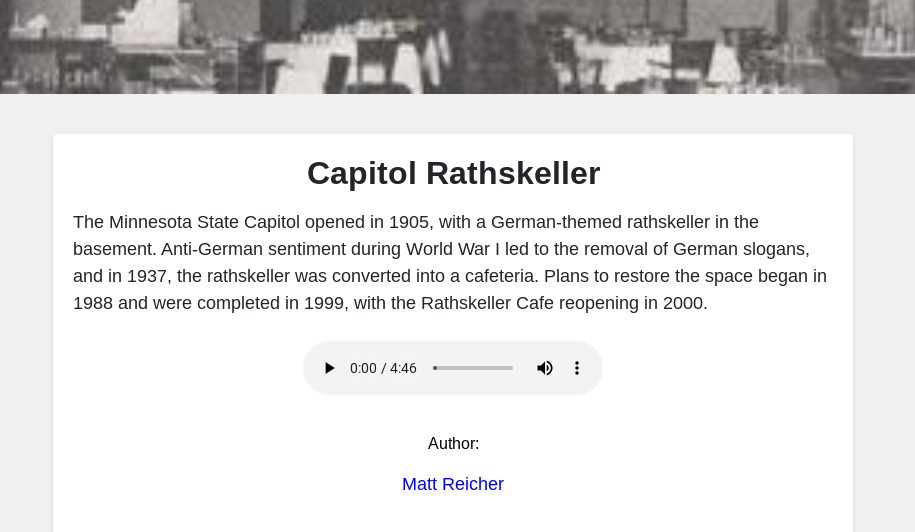 Capitol Rathskeller
The Minnesota State Capitol opened in 1905, with a German-themed rathskeller in the
basement. Anti-German sentiment during World War I led to the removal of German slogans,
and in 1937, the rathskeller was converted into a cafeteria. Plans to restore the space began in
1988 and were completed in 1999, with the Rathskeller Cafe reopening in 2000.
0:00 / 4:46
Author:
Matt Reicher